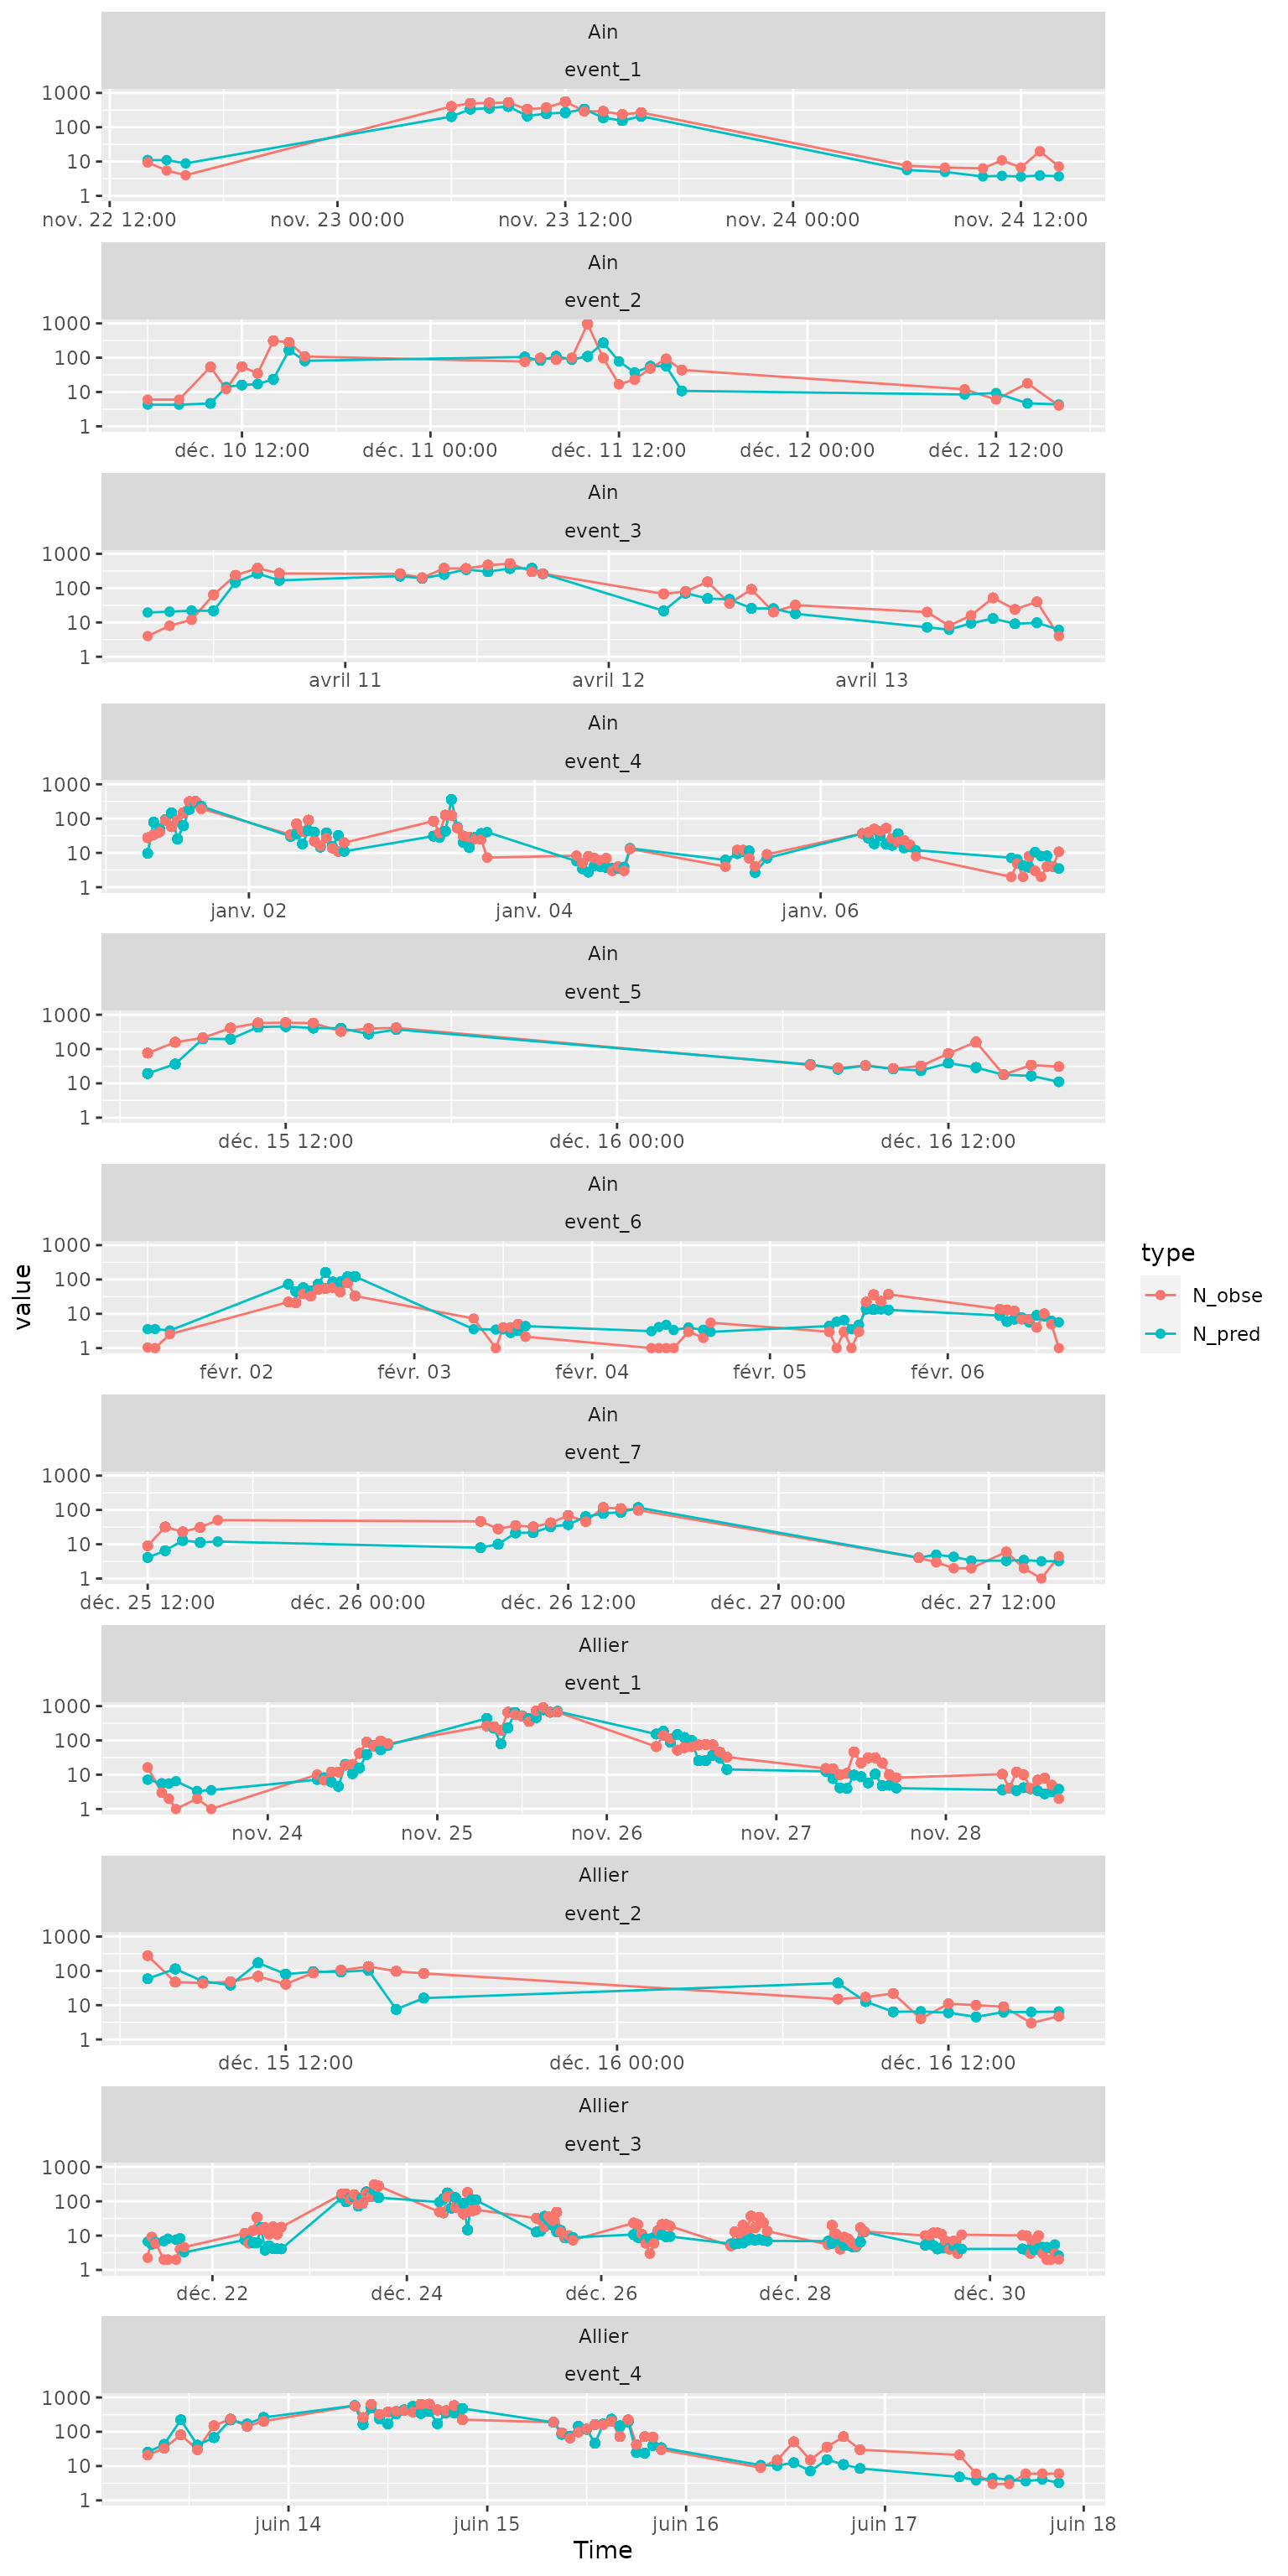 Ain
event_1
1000
100
10
1
nov. 22 12:00 nov. 23 00:00 nov. 23 12:00 nov. 24 00:00 nov. 24 12:00
Ain
event_2
1000
100
10
1
déc. 10 12:00 déc. 11 00:00 déc. 11 12:00 déc. 12 00:00 déc. 12 12:00
Ain
event_3
1000
100
10
1
avril 11 avril 12 avril 13
Ain
event_4
1000
100
10
1
janv. 02 janv. 04 janv. 06
Ain
event_5
1000
100
10
1
déc. 15 12:00 déc. 16 00:00 déc. 16 12:00
Ain
event_6
1000
100
10
1
févr. 02 févr. 03 févr. 04 févr. 05 févr. 06
value
type
N_obse
N_pred
Ain
event_7
1000
100
10
1
déc. 25 12:00 déc. 26 00:00 déc. 26 12:00 déc. 27 00:00 déc. 27 12:00
Allier
event_1
1000
100
10
1
nov. 24 nov. 25 nov. 26 nov. 27 nov. 28
Allier
event_2
1000
100
10
1
déc. 15 12:00 déc. 16 00:00 déc. 16 12:00
Allier
event_3
1000
100
10
1
déc. 22 déc. 24 déc. 26 déc. 28 déc. 30
Allier
event_4
1000
100
10
1
juin 14 juin 15 juin 16 juin 17 juin 18
Time